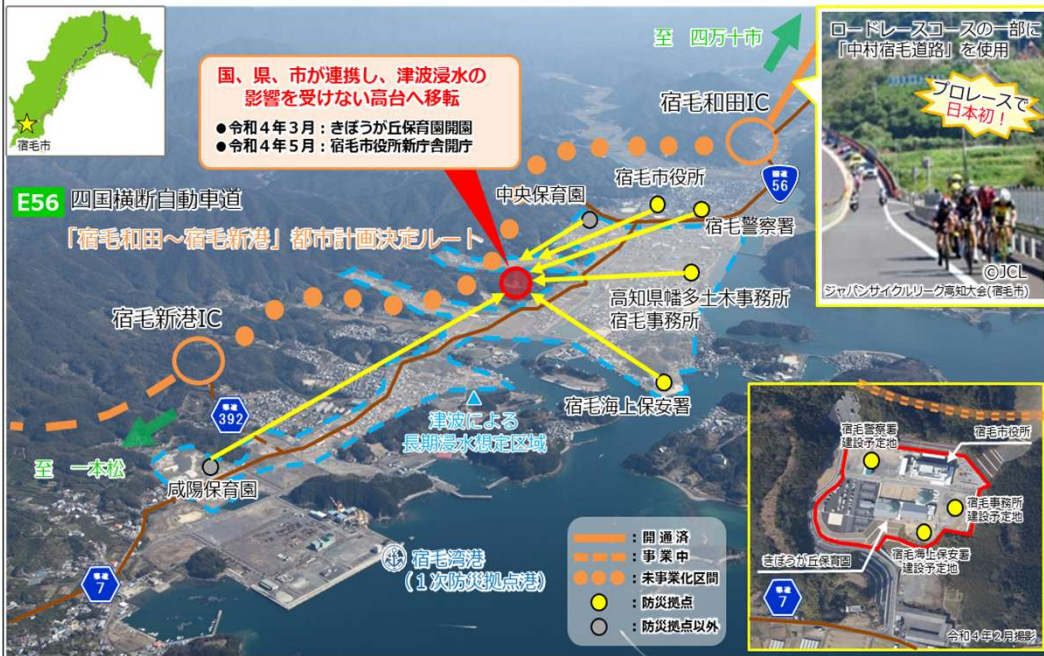 宿毛市
国、県、市が連携し、津波浸水の
影響を受けない高台へ移転
●令和４年３月：きぼうが丘保育園開園
●令和４年５月：宿毛市役所新庁舎開庁
至　四万十市
ロードレースコースの一部に
「中村宿毛道路」を使用
プロレースで
日本初！
©JCL
ジャパンサイクルリーグ高知大会(宿毛市)
宿毛和田IC
国道
56
中央保育園
宿毛市役所
宿毛警察署
E56 四国横断自動車道
「宿毛和田～宿毛新港」都市計画決定ルート
高知県幡多土木事務所
宿毛事務所
宿毛新港IC
宿毛海上保安署
県道
392
津波による
長期浸水想定区域
至　一本松
咸陽保育園
宿毛湾港
(１次防災拠点港)
県道
7
：開通済
：事業中
：未事業化区間
：防災拠点
：防災拠点以外
宿毛警察署
建設予定地
宿毛市役所
宿毛事務所
建設予定地
宿毛海上保安署
建設予定地
きぼうが丘保育園
県道
7
令和４年２月撮影